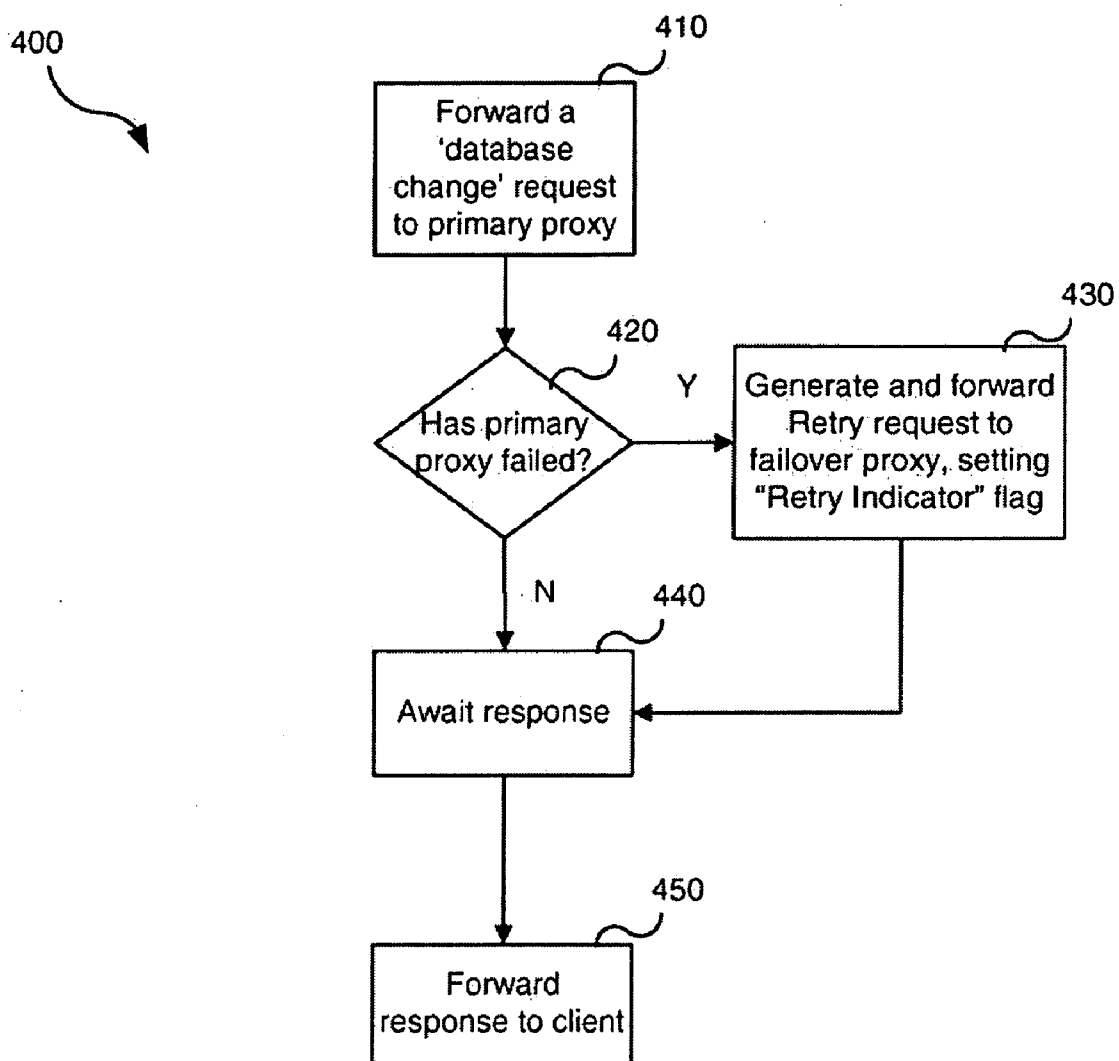 400
410
Forward a
'database
change' request
to primary proxy
420
Has primary
proxy failed?
Y
430
Generate and forward
Retry request to
failover proxy, setting
"Retry Indicator" flag
N
440
Await response
450
Forward
response to client